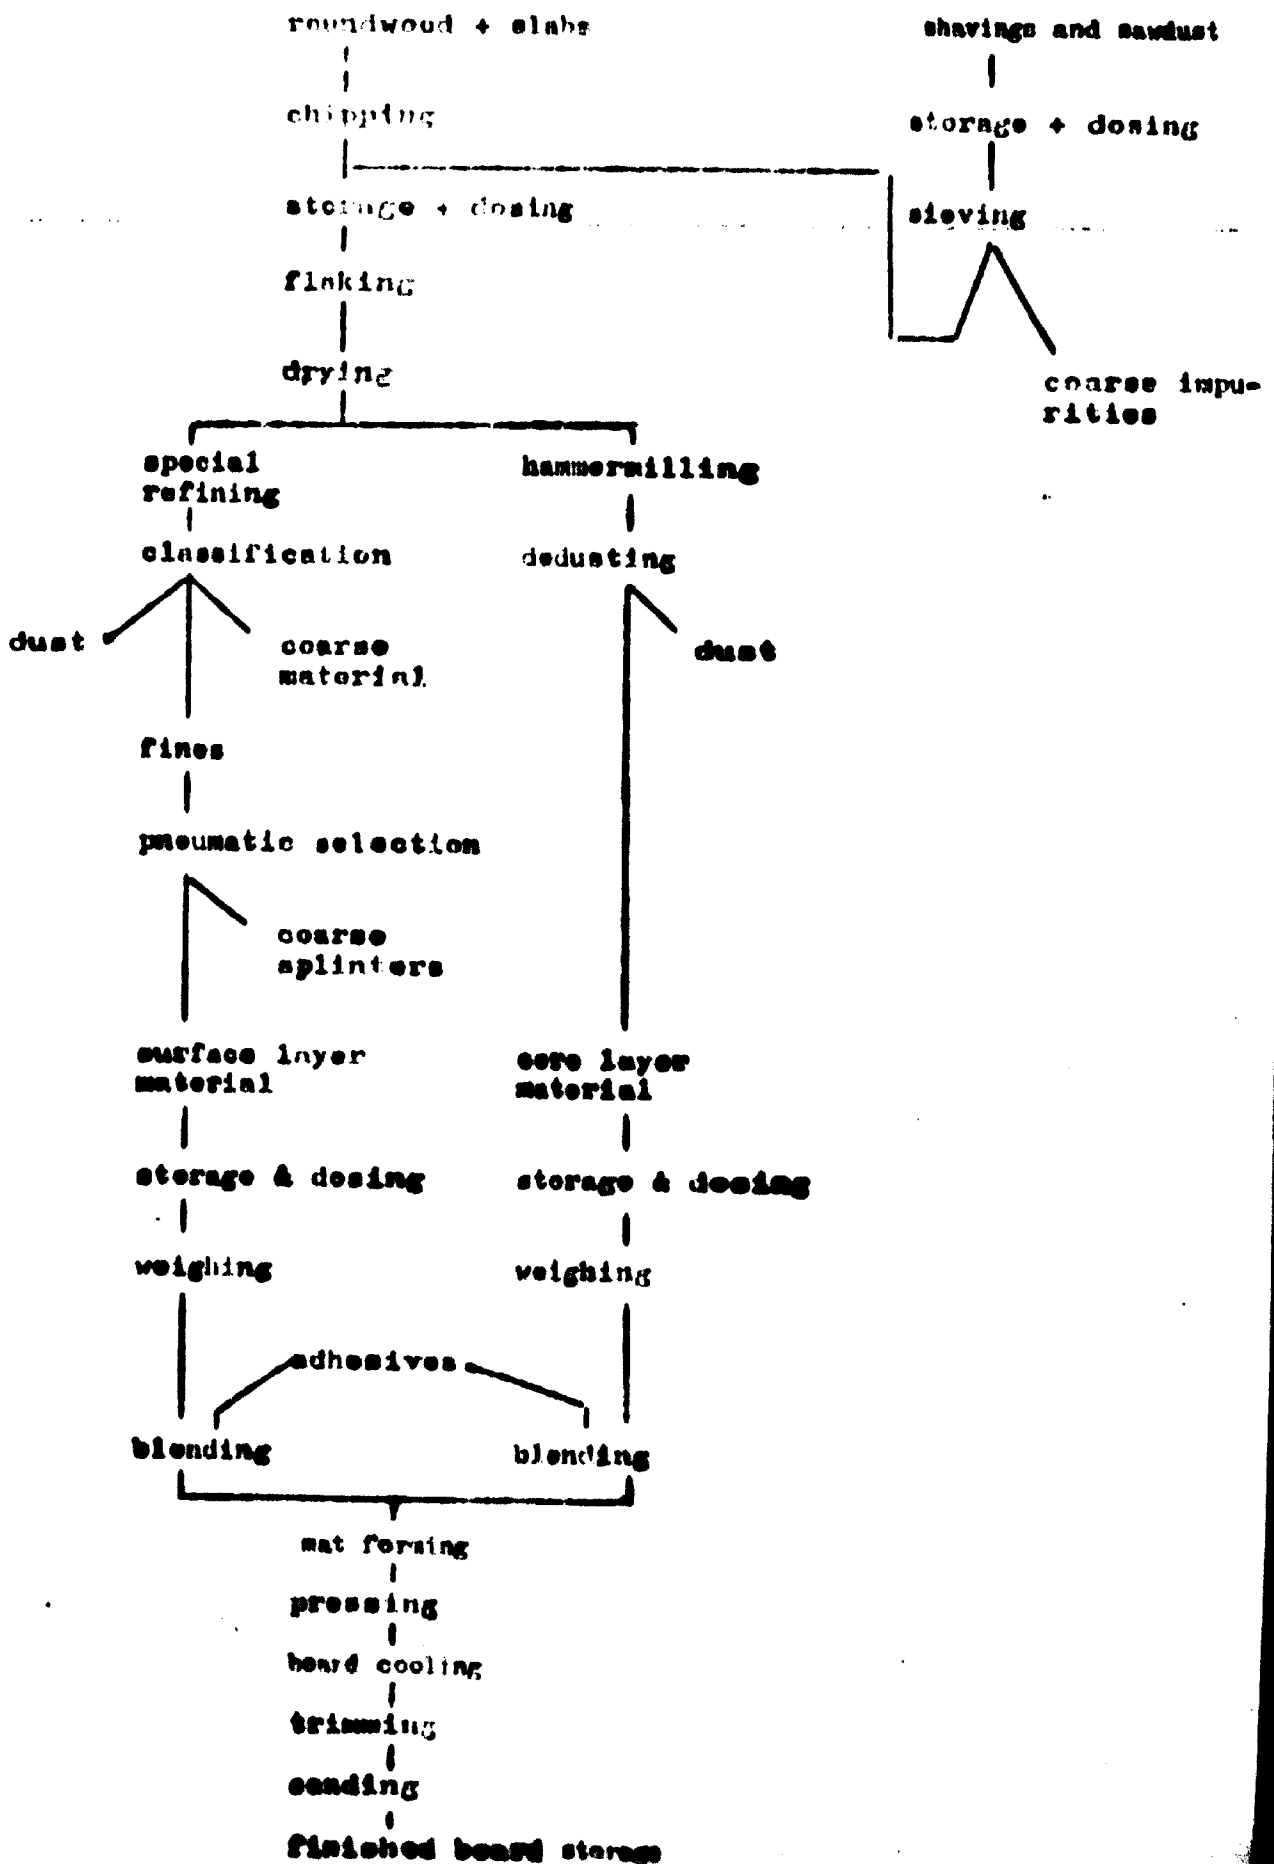 roundwood + slabs
shavings and sawdust
chipping
storage + dosing
storage + dosing
sieving
flaking
drying
coarse impu-
rities
special
refining
hammermilling
classification
dedusting
dust
coarse
material
dust
fines
pneumatic selection
coarse
splinters
surface layer
material
core layer
material
storage & dosing
storage & dosing
weighing
weighing
adhesives
blending
blending
mat forming
pressing
board cooling
trimming
sanding
finished board storage